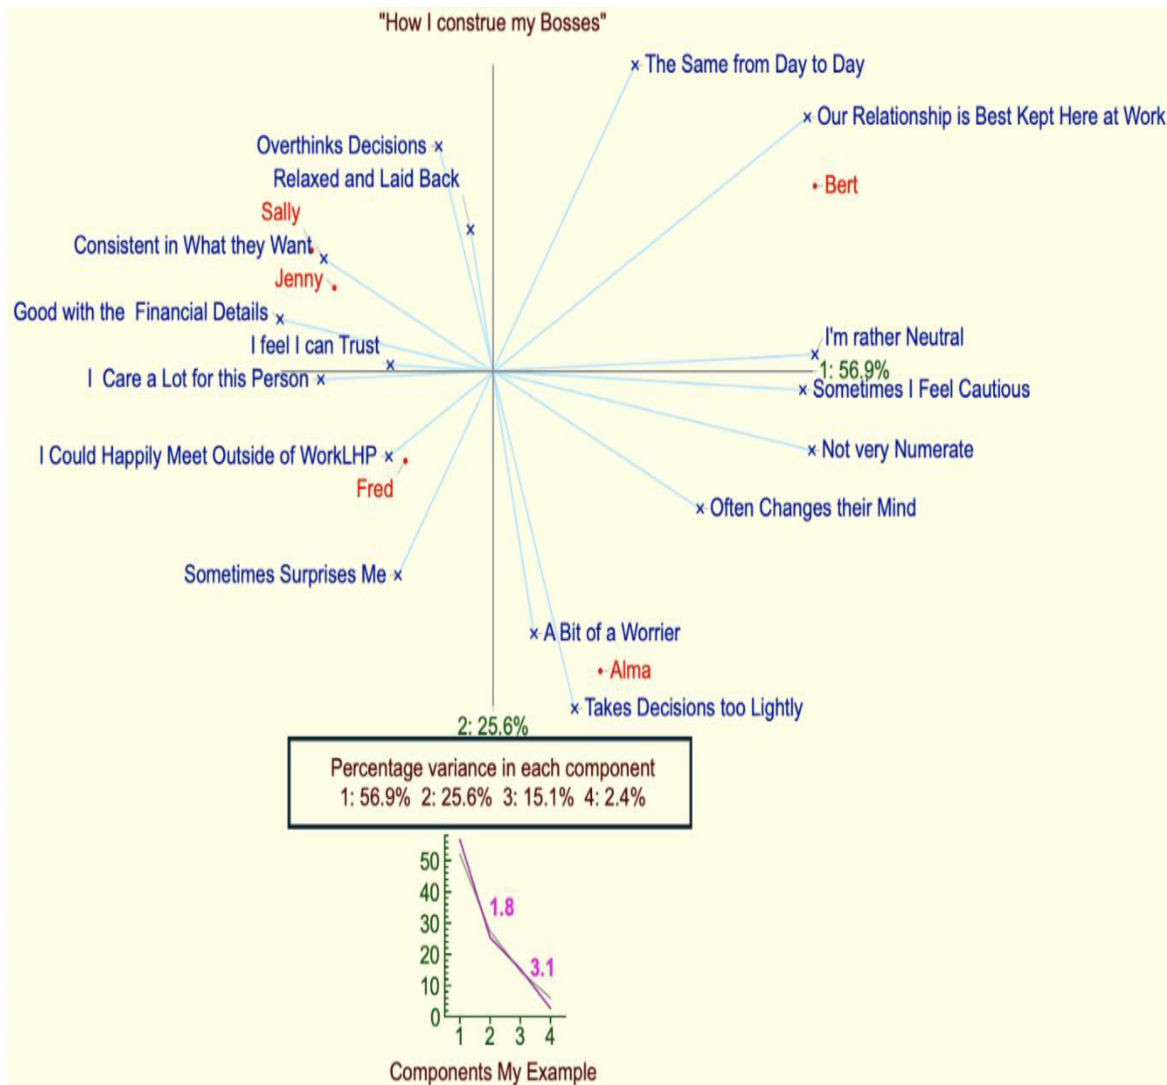 "How I construe my Bosses"
The Same from Day to Day
Our Relationship is Best Kept Here at Work
Overthinks Decisions
Relaxed and Laid Back
Bert
Sally
Consistent in What they Want
Jenny
Good with the Financial Details
I'm rather Neutral
I feel I can Trust
1: 56.9%
I Care a Lot for this Person
Sometimes I Feel Cautious
Not very Numerate
I Could Happily Meet Outside of WorkLHP
Fred
Often Changes their Mind
Sometimes Surprises Me
A Bit of a Worrier
Alma
Takes Decisions too Lightly
2: 25.6%
Percentage variance in each component
1: 56.9% 2: 25.6% 3: 15.1% 4: 2.4%
50
40
30
20
10
0
1.8
3.1
1 2 3 4
Components My Example